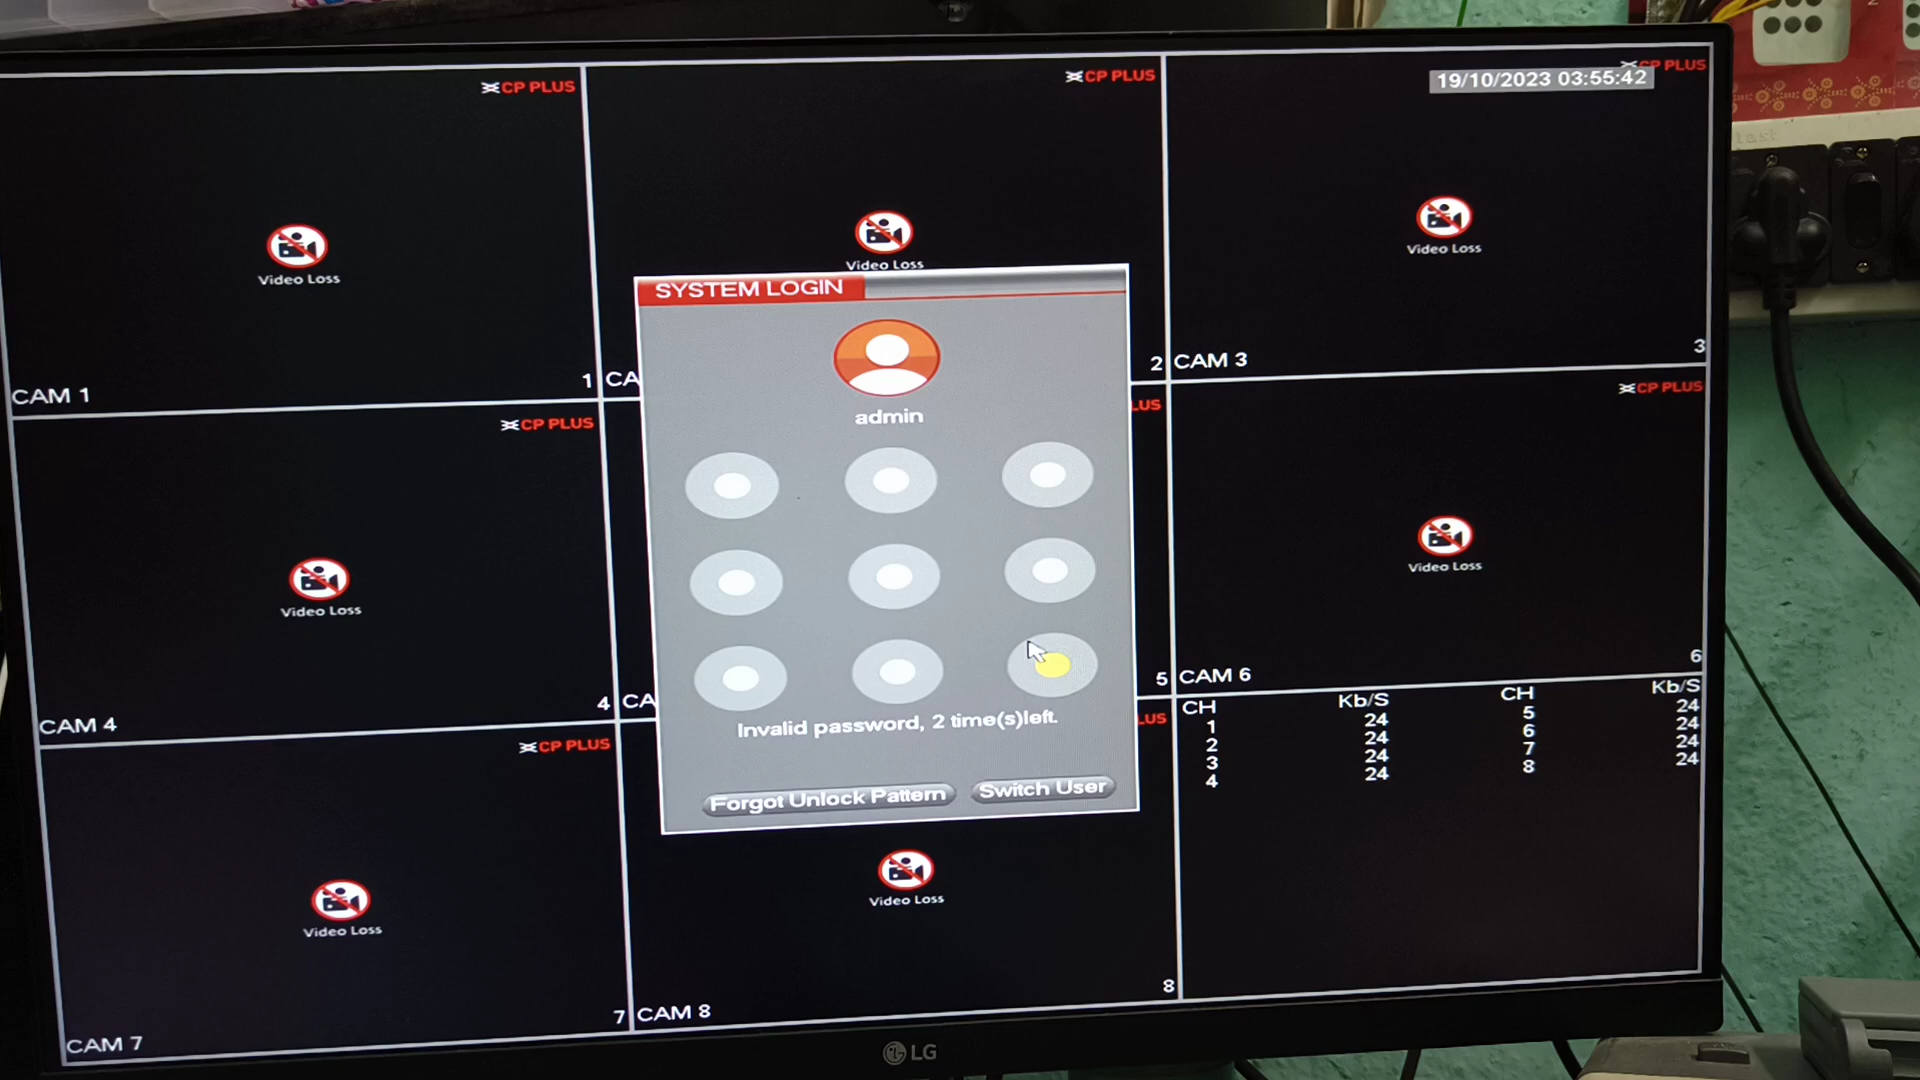 CP PLUS
CP PLUS
CP PLUS
19/10/2023 03:55:42
Video Loss
Video Loss
Video Loss
CAM 1
1
CA
2
CAM 3
3
SYSTEM LOGIN
admin
Invalid password, 2 time(s)left.
Forgot Unlock Pattern
Switch User
CP PLUS
LUS
CP PLUS
Video Loss
Video Loss
CAM 4
4
CA
5
CAM 6
6
CP PLUS
LUS
CH Kb/S CH Kb/S
1 24 5 24
2 24 6 24
3 24 7 24
4 24 8 24
Video Loss
Video Loss
CAM 7
7
CAM 8
8
LG